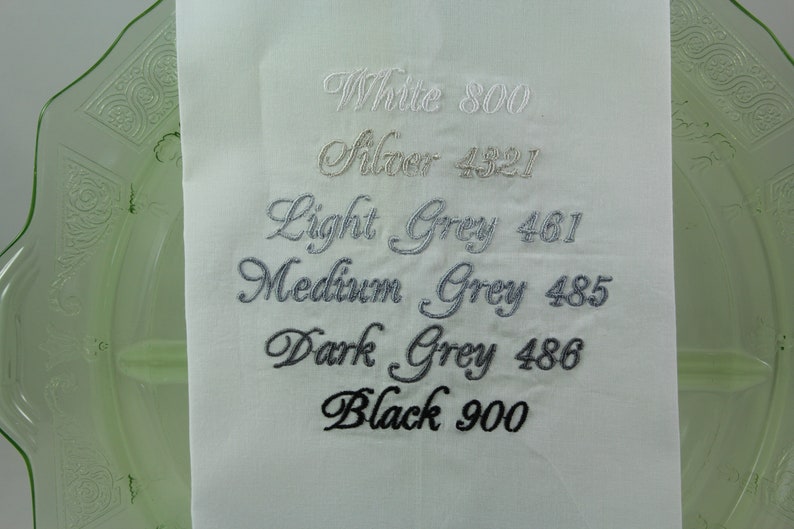 White 800
Silver 4321
Light Grey 461
Medium Grey 485
Dark Grey 486
Black 900